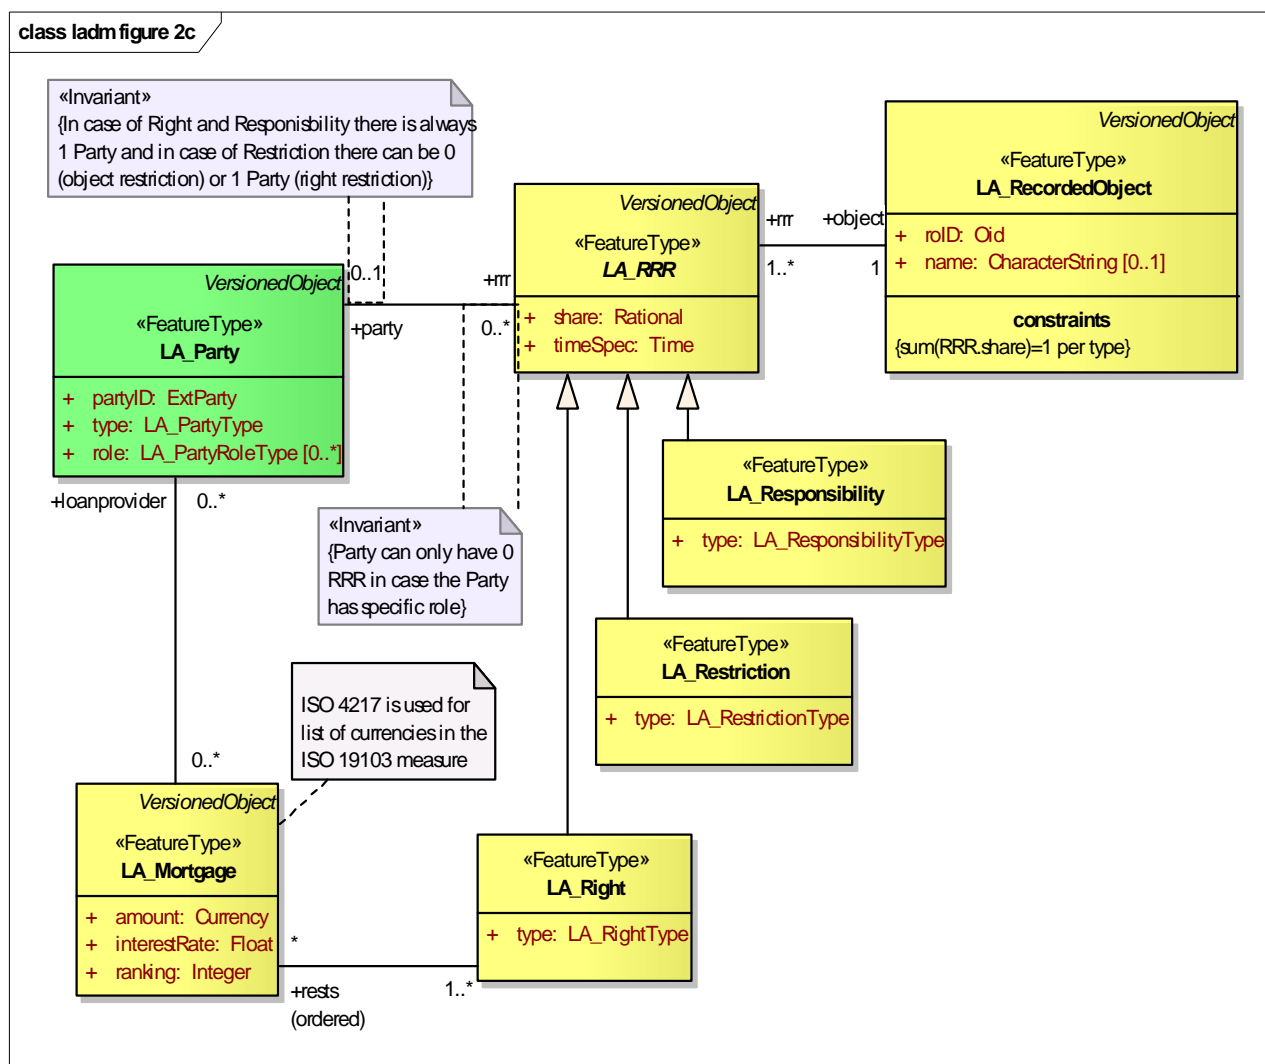 class ladm figure 2c
«Invariant»
{In case of Right and Responisbility there is always
1 Party and in case of Restriction there can be 0
(object restriction) or 1 Party (right restriction)}
VersionedObject
«FeatureType»
LA_RecordedObject
+ roID: Oid
+ name: CharacterString [0..1]
constraints
{sum(RRR.share)=1 per type}
VersionedObject
«FeatureType»
LA_RRR
+ share: Rational
+ timeSpec: Time
+rrr
1..*
+object
1
VersionedObject
«FeatureType»
LA_Party
+ partyID: ExtParty
+ type: LA_PartyType
+ role: LA_PartyRoleType [0..*]
0..1
+party
+rrr
0..*
«FeatureType»
LA_Responsibility
+ type: LA_ResponsibilityType
+loanprovider
0..*
«Invariant»
{Party can only have 0
RRR in case the Party
has specific role}
«FeatureType»
LA_Restriction
+ type: LA_RestrictionType
ISO 4217 is used for
list of currencies in the
ISO 19103 measure
0..*
VersionedObject
«FeatureType»
LA_Mortgage
+ amount: Currency
+ interestRate: Float
+ ranking: Integer
«FeatureType»
LA_Right
+ type: LA_RightType
*
+rests
(ordered)
1..*